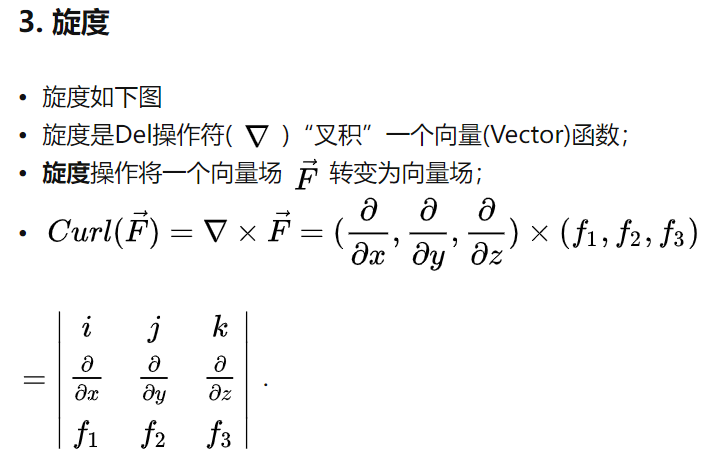 3. 旋度
• 旋度如下图
• 旋度是Del操作符( ∇ )“叉积”一个向量(Vector)函数；
• 旋度操作将一个向量场 $\vec{F}$ 转变为向量场；
• $Curl(\vec{F}) = \nabla \times \vec{F} = (\frac{\partial}{\partial x}, \frac{\partial}{\partial y}, \frac{\partial}{\partial z}) \times (f_1, f_2, f_3)$
$= \begin{vmatrix} i & j & k \\ \frac{\partial}{\partial x} & \frac{\partial}{\partial y} & \frac{\partial}{\partial z} \\ f_1 & f_2 & f_3 \end{vmatrix}$ .